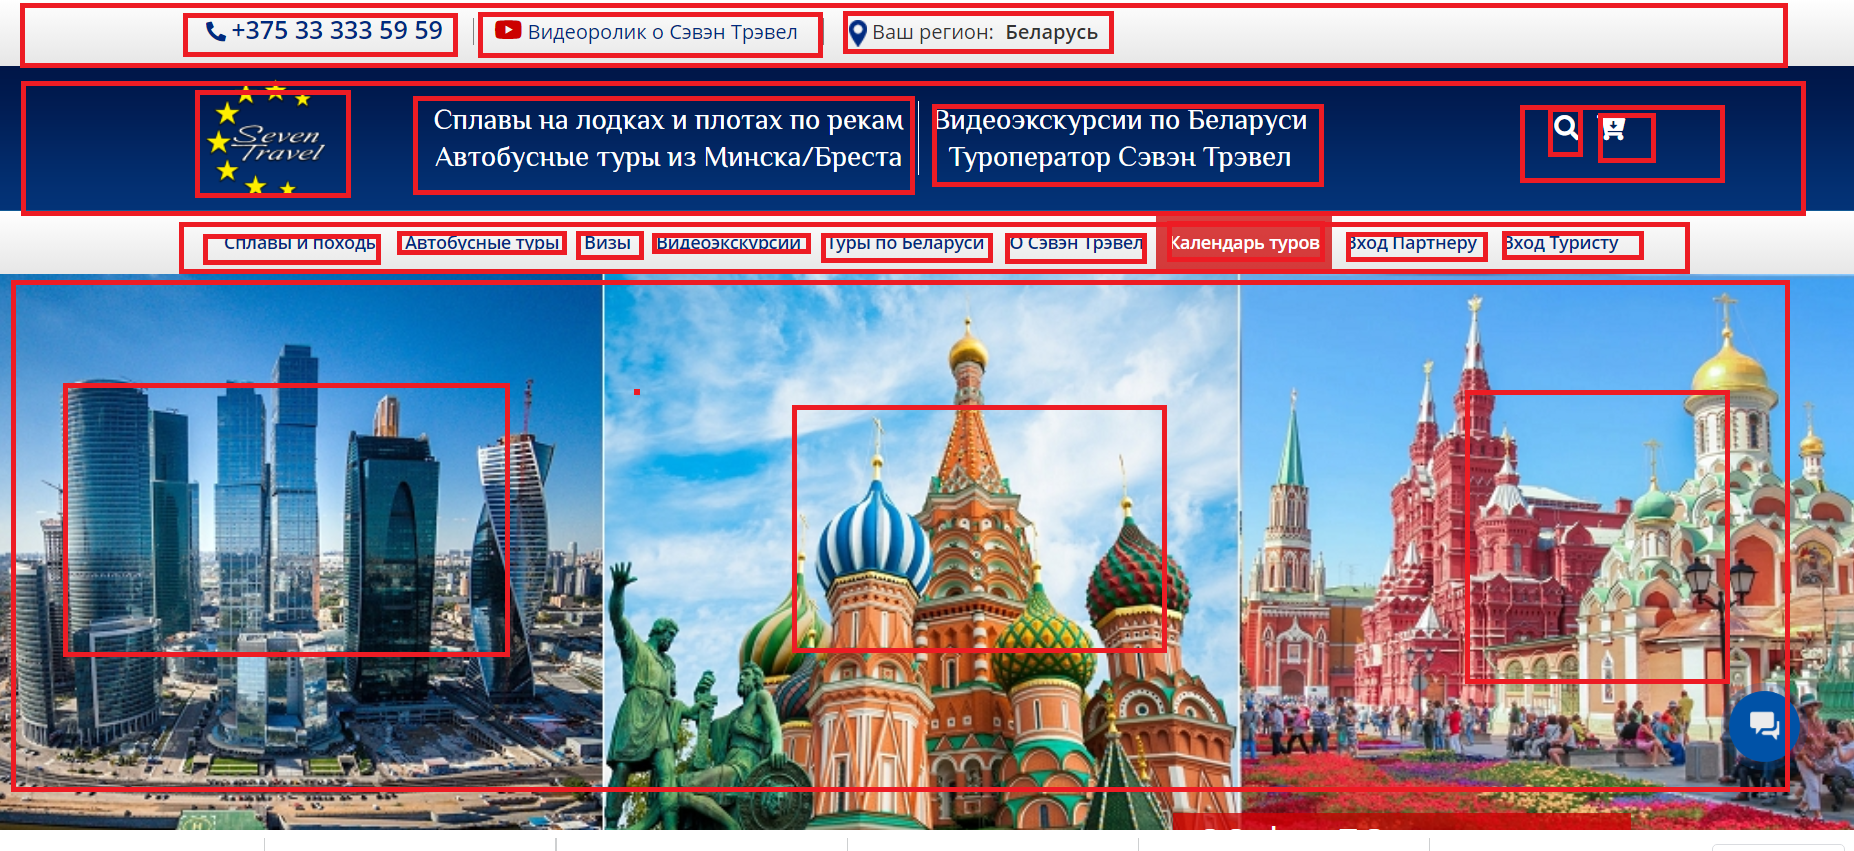 +375 33 333 59 59
Видеоролик о Сэвэн Трэвел
Ваш регион: Беларусь
Seven Travel
Сплавы на лодках и плотах по рекам
Автобусные туры из Минска/Бреста
Видеоэкскурсии по Беларуси
Туроператор Сэвэн Трэвел
Сплавы и походы
Автобусные туры
Визы
Видеоэкскурсии
Туры по Беларуси
О Сэвэн Трэвел
Календарь туров
Вход Партнеру
Вход Туристу